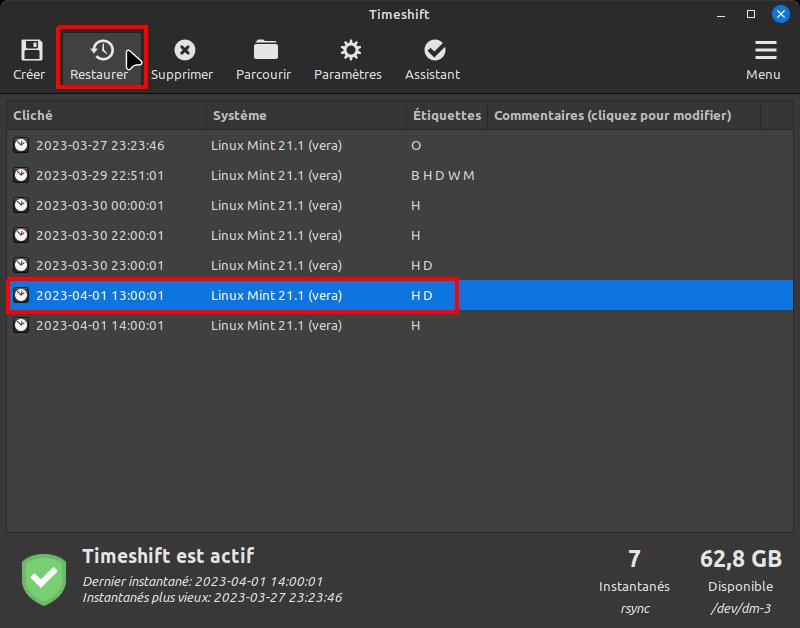 Timeshift
Créer Restaurer Supprimer Parcourir Paramètres Assistant Menu
Cliché Système Étiquettes Commentaires (cliquez pour modifier)
2023-03-27 23:23:46 Linux Mint 21.1 (vera) O
2023-03-29 22:51:01 Linux Mint 21.1 (vera) B H D W M
2023-03-30 00:00:01 Linux Mint 21.1 (vera) H
2023-03-30 22:00:01 Linux Mint 21.1 (vera) H
2023-03-30 23:00:01 Linux Mint 21.1 (vera) H D
2023-04-01 13:00:01 Linux Mint 21.1 (vera) H D
2023-04-01 14:00:01 Linux Mint 21.1 (vera) H
Timeshift est actif
Dernier instantané: 2023-04-01 14:00:01
Instantanés plus vieux: 2023-03-27 23:23:46
7
Instantanés
rsync
62,8 GB
Disponible
/dev/dm-3